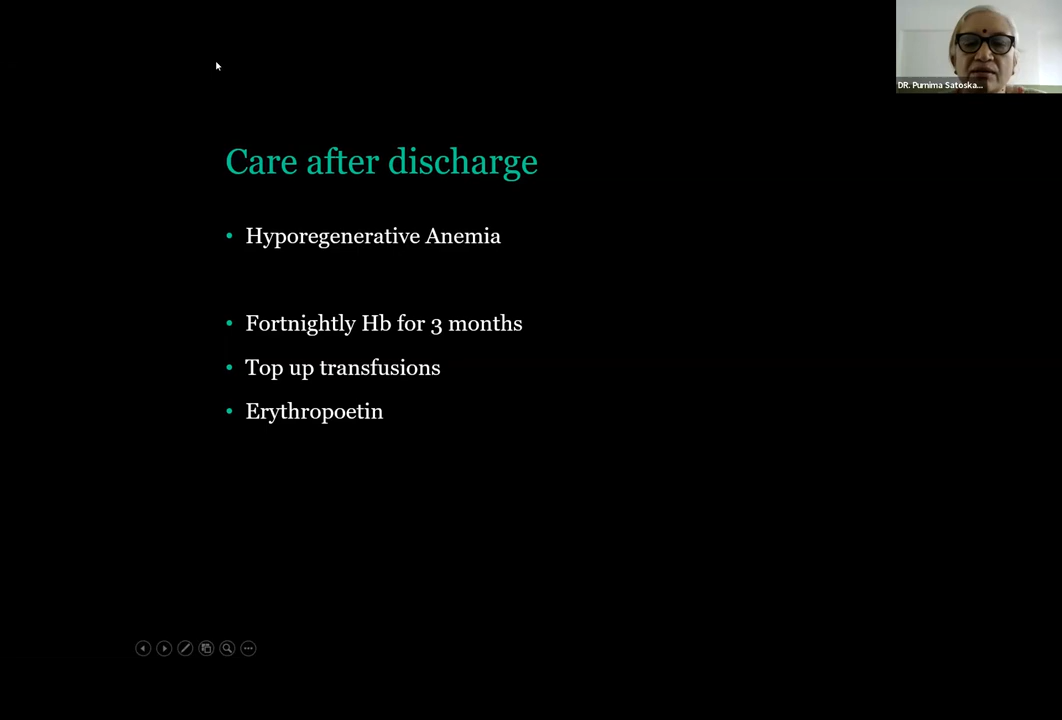 DR. Purnima Satoska...
Care after discharge
• Hyporegenerative Anemia
• Fortnightly Hb for 3 months
• Top up transfusions
• Erythropoetin